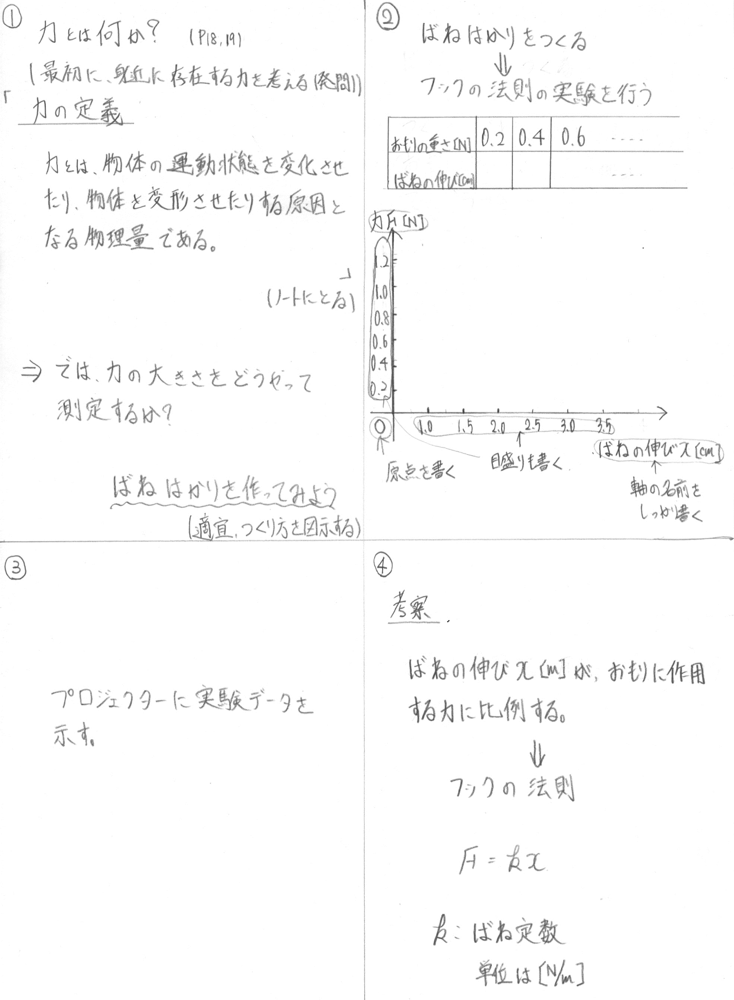 ①
力とは何か? (P18,19)
(最初に、身近に存在する力を考える(発問))
「
力の定義
力とは、物体の運動状態を変化させ
たり、物体を変形させたりする原因と
なる物理量である。
」
(ノートにとる)
⇒ では、力の大きさをどうやって
測定するか?
ばねはかりを作ってみよう
(適宜、つくり方を図示する)
②
ばねはかりをつくる
⇓
フックの法則の実験を行う
おもりの重さ[N] 0.2 0.4 0.6 ....
ばねの伸び[cm] ....
力F[N]
1.2
1.0
0.8
0.6
0.4
0.2
0 1.0 1.5 2.0 2.5 3.0 3.5
ばねの伸びx[cm]
原点を書く
目盛りも書く
軸の名前を
しっかり書く
③
プロジェクターに実験データを
示す。
④
考察
ばねの伸びx[m]が、おもりに作用
する力に比例する。
⇓
フックの法則
F=kx
k:ばね定数
単位は[N/m]